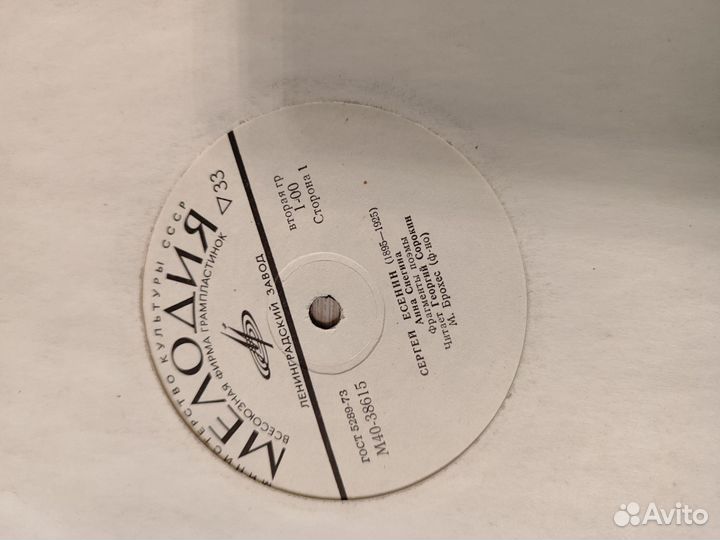 МИНИСТЕРСТВО КУЛЬТУРЫ СССР
МЕЛОДИЯ
ВСЕСОЮЗНАЯ ФИРМА ГРАМПЛАСТИНОК
33
ЛЕНИНГРАДСКИЙ ЗАВОД
ГОСТ 5289-73
М40-38615
вторая гр
1-00
Сторона 1
СЕРГЕЙ ЕСЕНИН (1895—1925)
Анна Снегина
фрагменты поэмы
Читает Георгий Сорокин
М. Брохес (ф-но)
Avito